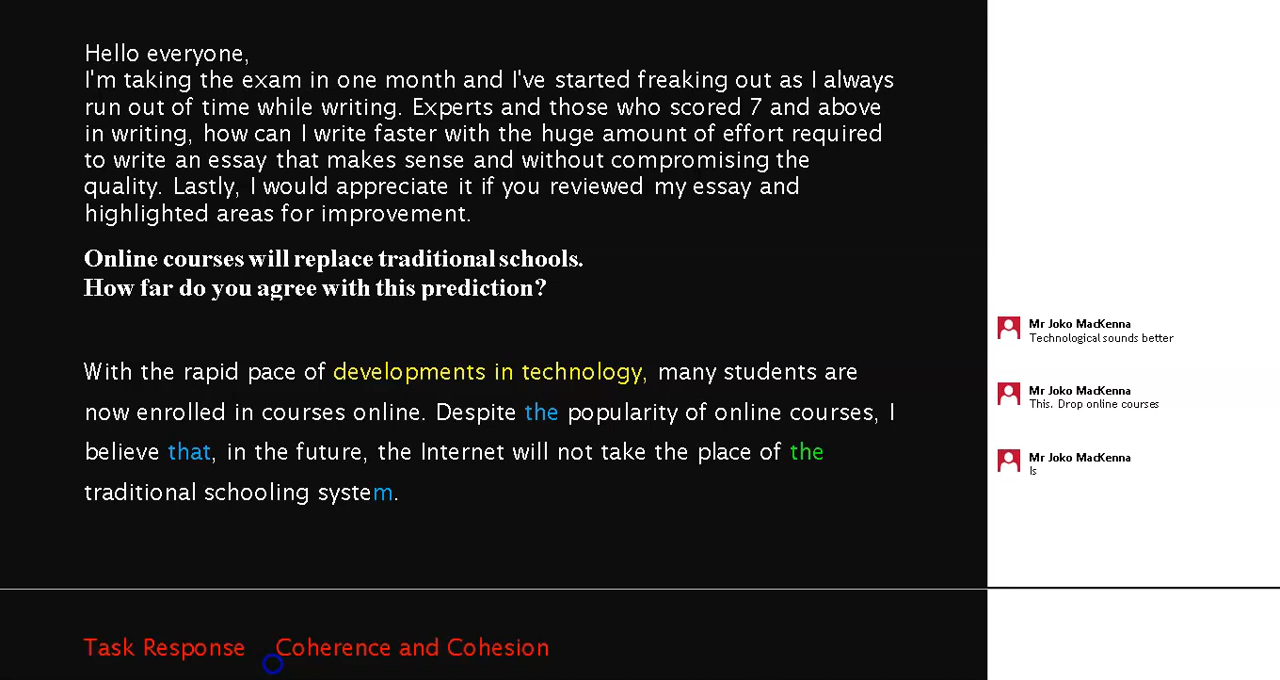 Hello everyone,
I'm taking the exam in one month and I've started freaking out as I always
run out of time while writing. Experts and those who scored 7 and above
in writing, how can I write faster with the huge amount of effort required
to write an essay that makes sense and without compromising the
quality. Lastly, I would appreciate it if you reviewed my essay and
highlighted areas for improvement.
Online courses will replace traditional schools.
How far do you agree with this prediction?
With the rapid pace of developments in technology, many students are
now enrolled in courses online. Despite the popularity of online courses, I
believe that, in the future, the Internet will not take the place of the
traditional schooling system.
Mr Joko MacKenna
Technological sounds better
Mr Joko MacKenna
This. Drop online courses
Mr Joko MacKenna
Is
Task Response Coherence and Cohesion